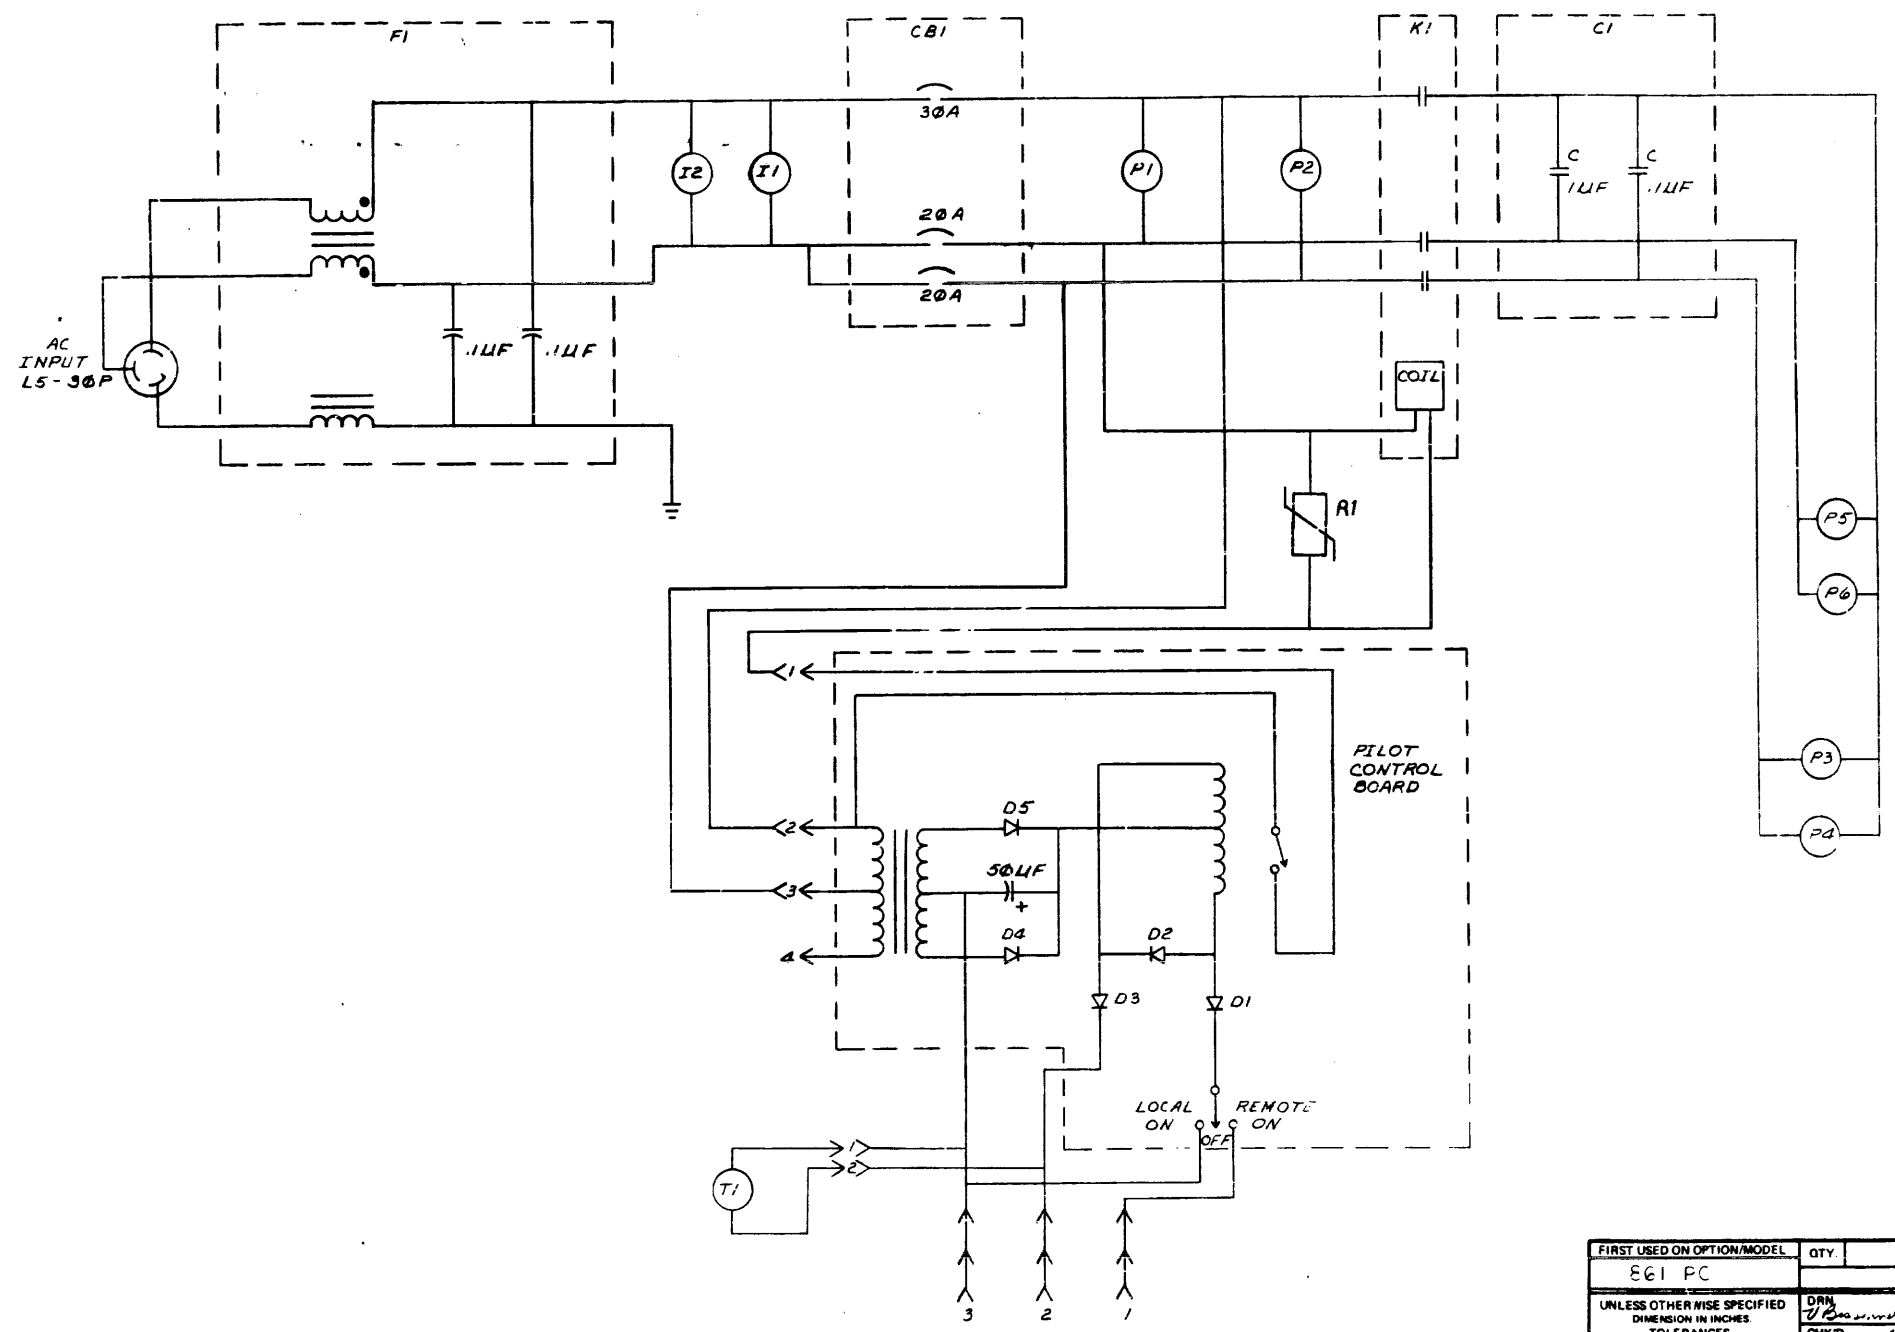 F1
CB1
K1
C1
30A
I2
I1
P1
P2
C
.1UF
C
.1UF
20A
20A
.1UF
.1UF
AC
INPUT
L5-30P
COIL
R1
P5
P6
1
PILOT
CONTROL
BOARD
P3
P4
2
D5
3
50UF
+
4
D4
D2
D3
D1
LOCAL
ON
REMOTE
ON
OFF
1
2
T1
3
2
1
FIRST USED ON OPTION/MODEL
QTY.
861 PC
UNLESS OTHERWISE SPECIFIED
DIMENSION IN INCHES.
TOLERANCES
DRN.